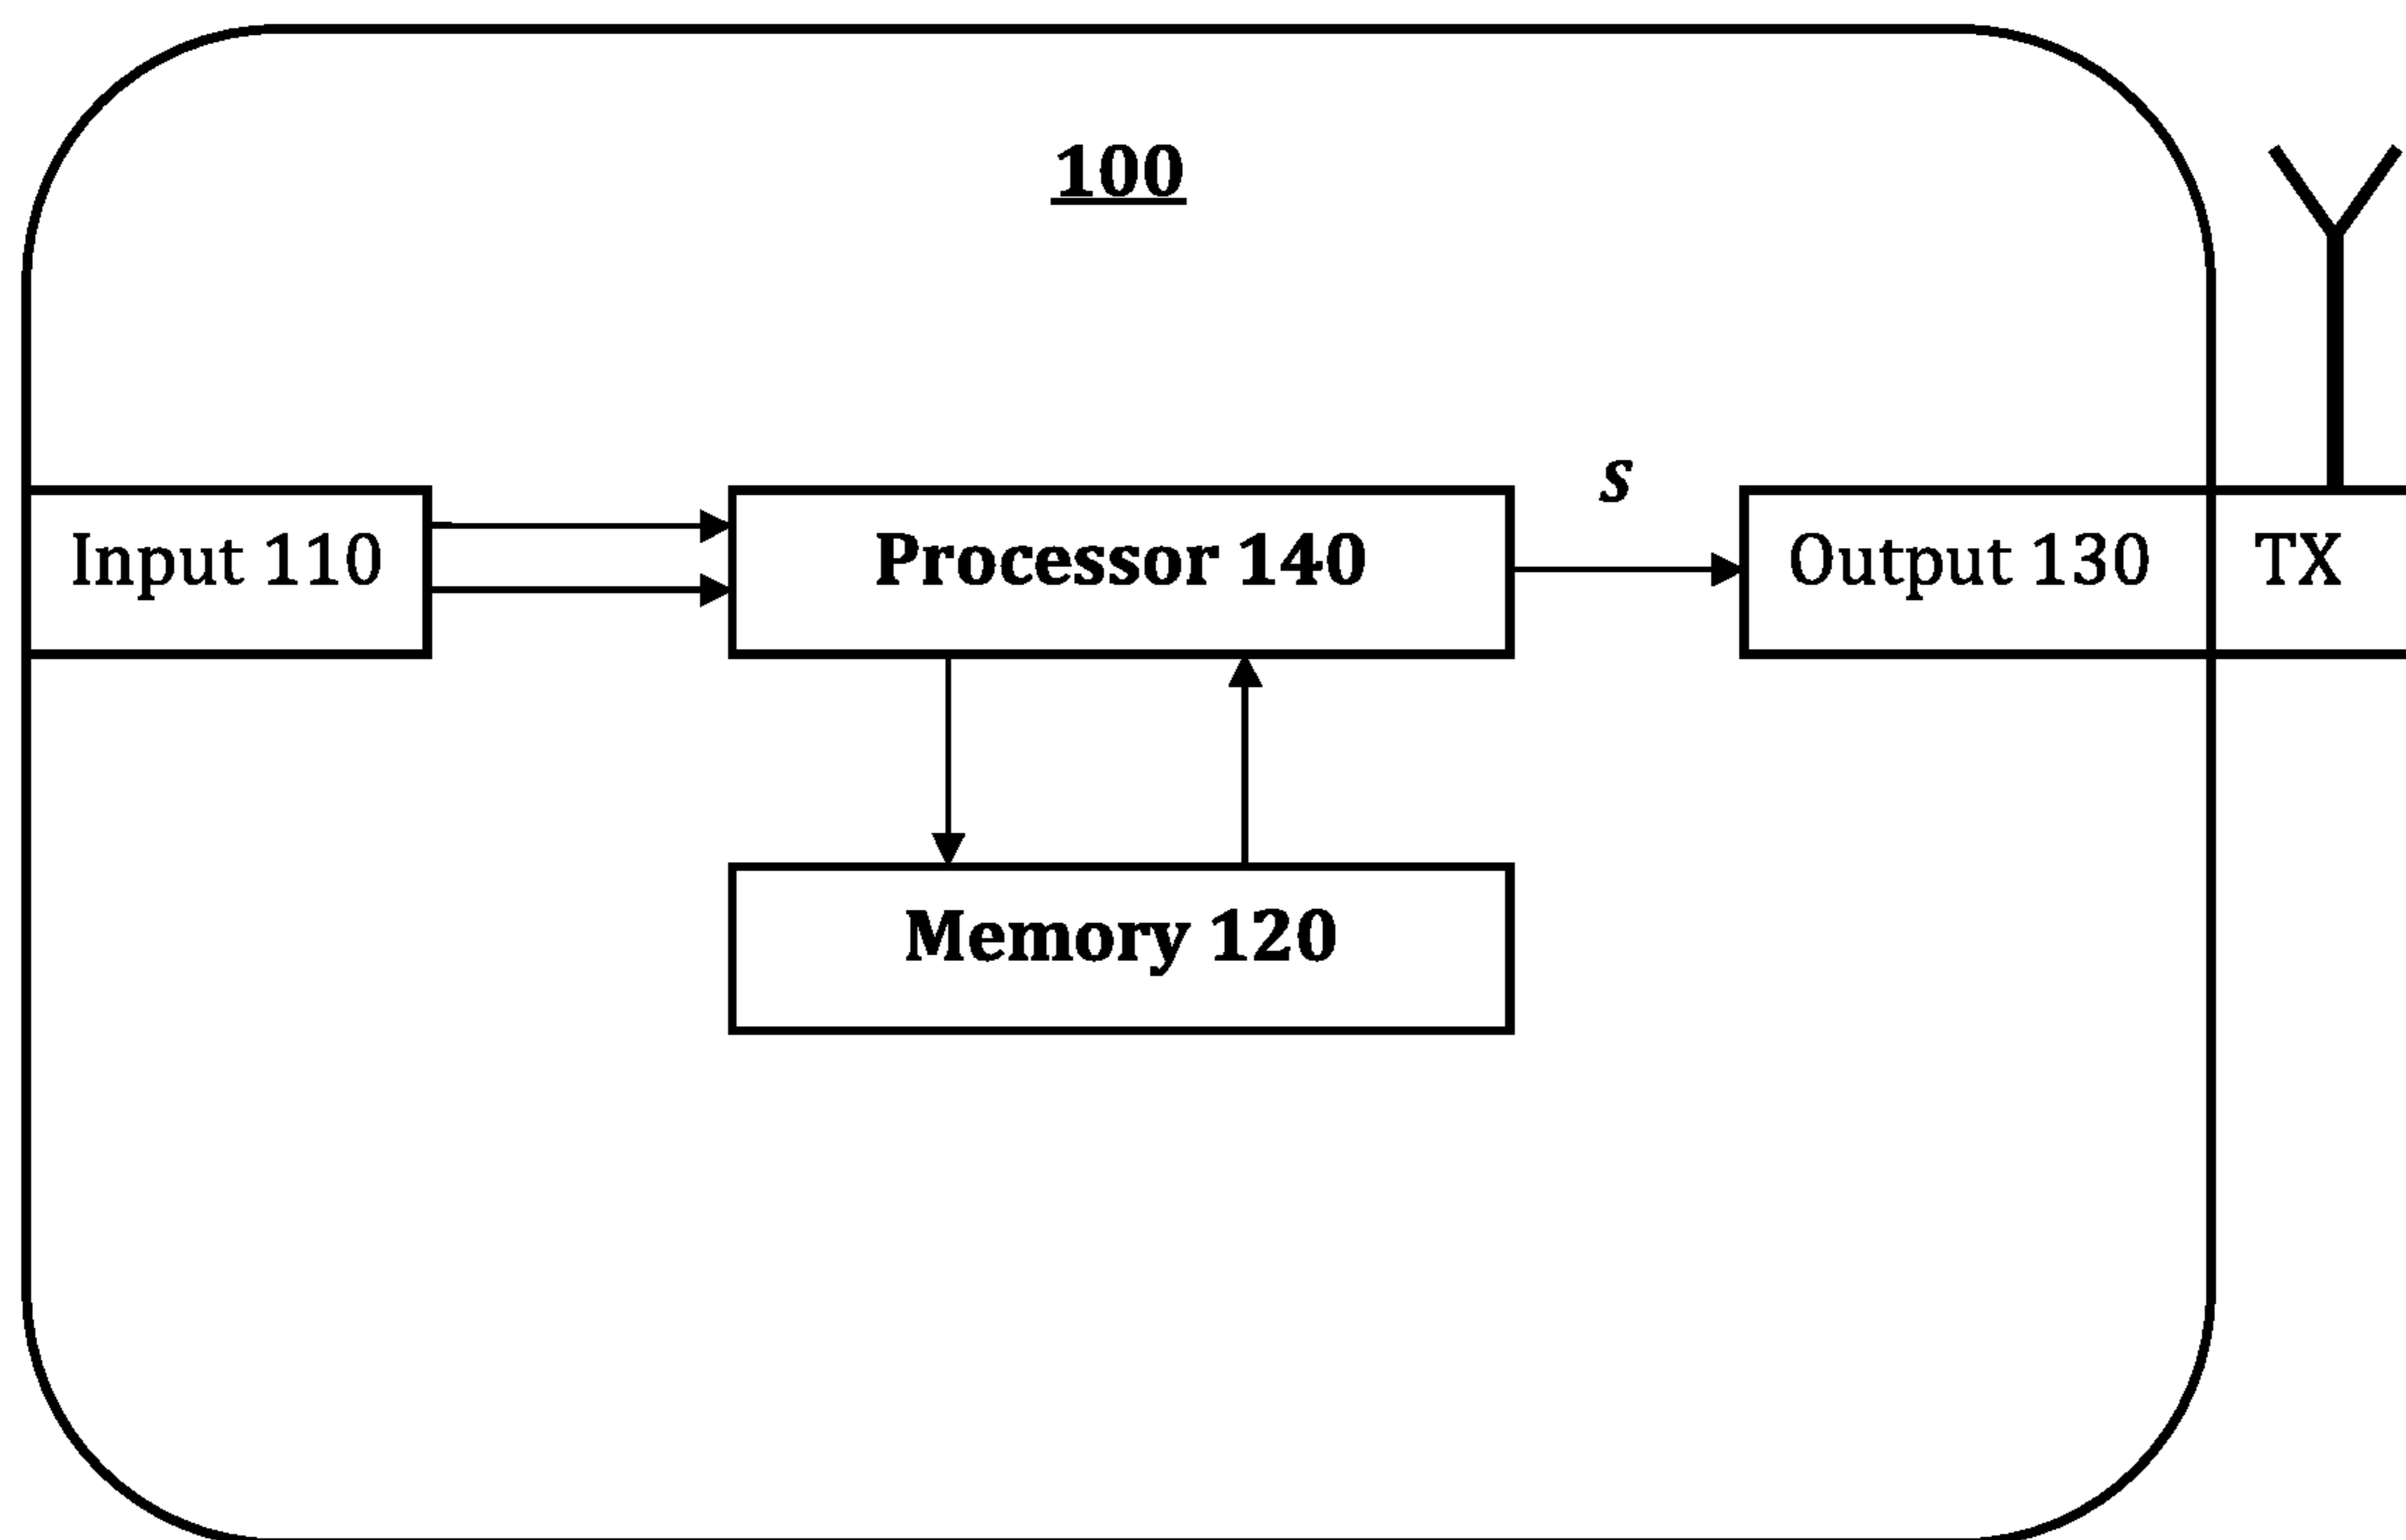 100
s
Input 110
Processor 140
Output 130
TX
Memory 120